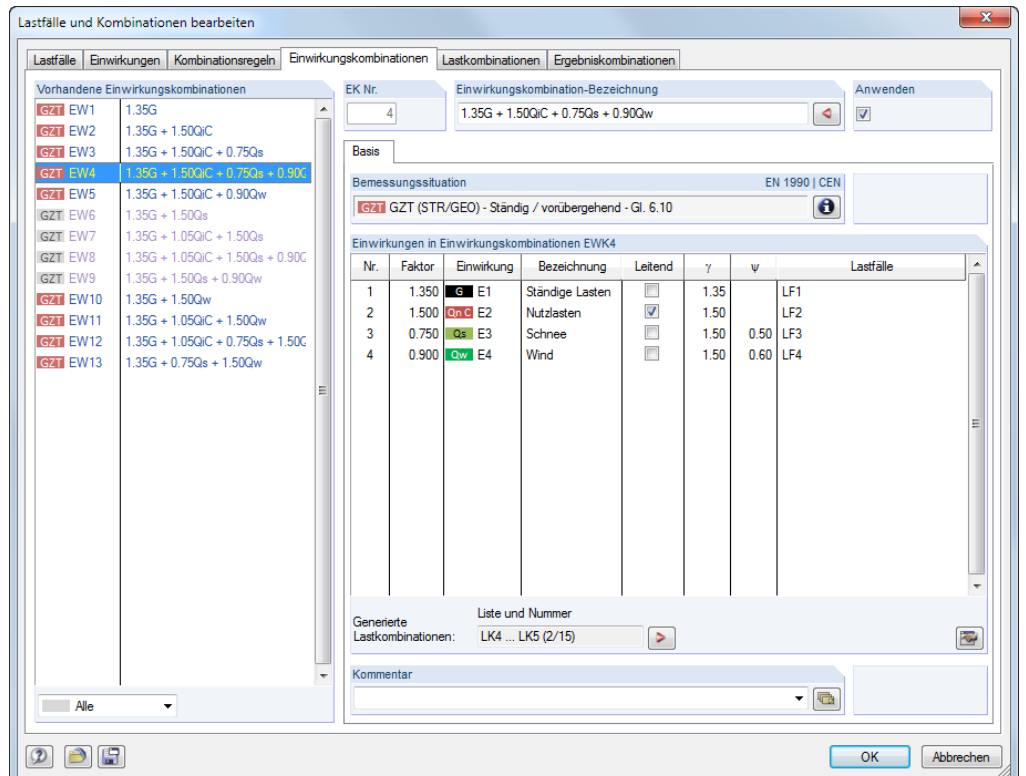 Lastfälle und Kombinationen bearbeiten
Lastfälle Einwirkungen Kombinationsregeln Einwirkungskombinationen Lastkombinationen Ergebniskombinationen
Vorhandene Einwirkungskombinationen
GZT EW1 1.35G
GZT EW2 1.35G + 1.50QiC
GZT EW3 1.35G + 1.50QiC + 0.75Qs
GZT EW4 1.35G + 1.50QiC + 0.75Qs + 0.90Q
GZT EW5 1.35G + 1.50QiC + 0.90Qw
GZT EW6 1.35G + 1.50Qs
GZT EW7 1.35G + 1.05QiC + 1.50Qs
GZT EW8 1.35G + 1.05QiC + 1.50Qs + 0.90Q
GZT EW9 1.35G + 1.50Qs + 0.90Qw
GZT EW10 1.35G + 1.50Qw
GZT EW11 1.35G + 1.05QiC + 1.50Qw
GZT EW12 1.35G + 1.05QiC + 0.75Qs + 1.50Q
GZT EW13 1.35G + 0.75Qs + 1.50Qw
Alle
EK Nr.
4
Einwirkungskombination-Bezeichnung
1.35G + 1.50QiC + 0.75Qs + 0.90Qw
Anwenden
Basis
Bemessungssituation EN 1990 | CEN
GZT GZT (STR/GEO) - Ständig / vorübergehend - Gl. 6.10
Einwirkungen in Einwirkungskombinationen EWK4
Nr. Faktor Einwirkung Bezeichnung Leitend γ ψ Lastfälle
1 1.350 G E1 Ständige Lasten 1.35 LF1
2 1.500 Qn C E2 Nutzlasten 1.50 LF2
3 0.750 Qs E3 Schnee 1.50 0.50 LF3
4 0.900 Qw E4 Wind 1.50 0.60 LF4
Generierte
Lastkombinationen:
Liste und Nummer
LK4 ... LK5 (2/15)
Kommentar
OK Abbrechen